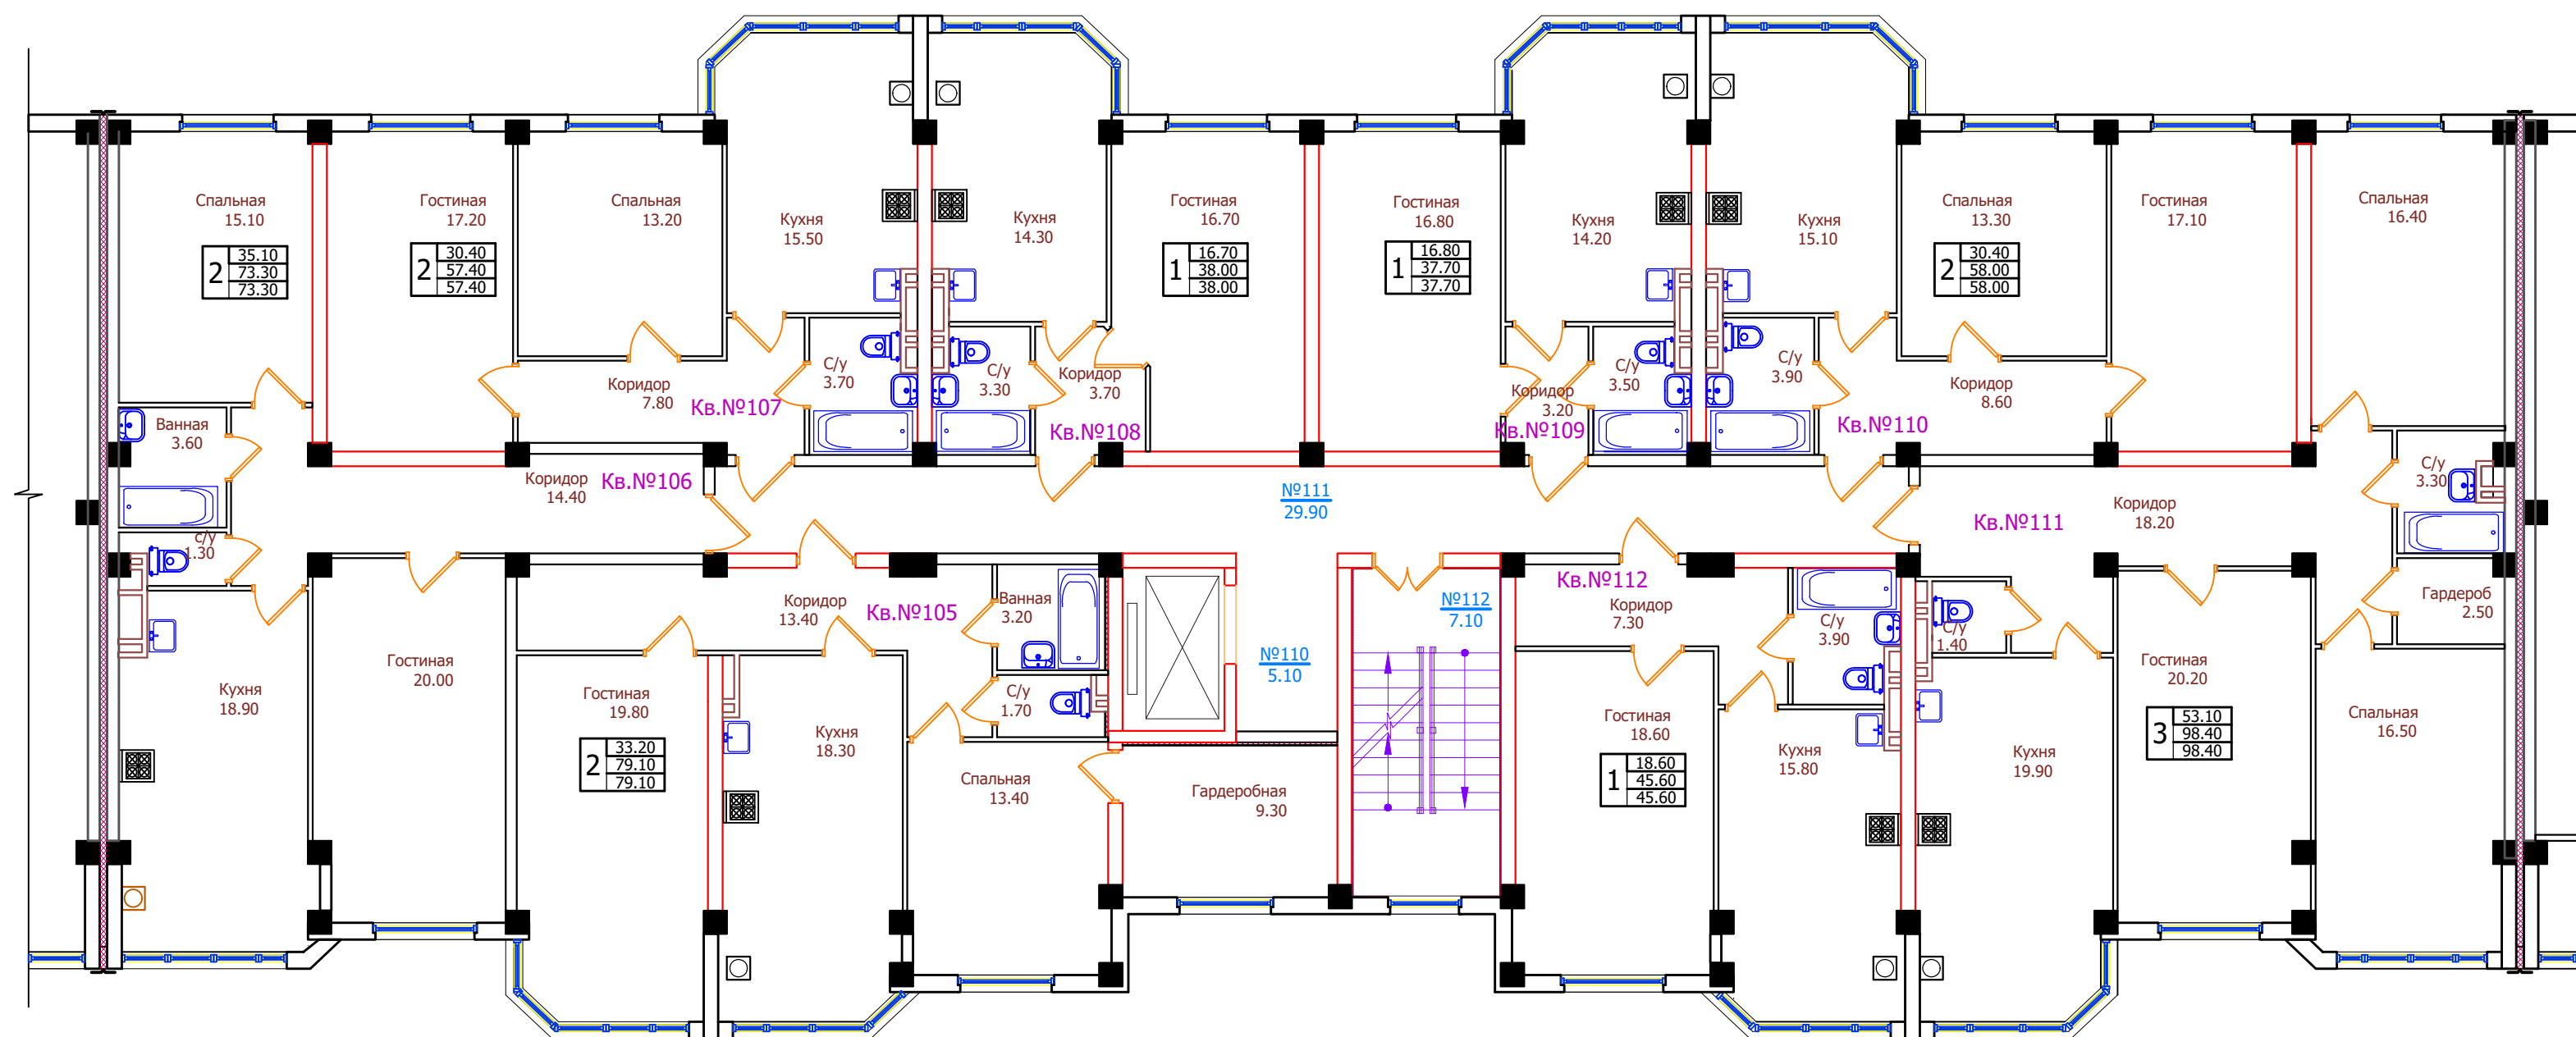 Спальная
15.10
2
35.10
73.30
73.30
Гостиная
17.20
2
30.40
57.40
57.40
Спальная
13.20
Кухня
15.50
Кухня
14.30
Гостиная
16.70
1
16.70
38.00
38.00
Гостиная
16.80
1
16.80
37.70
37.70
Кухня
14.20
Кухня
15.10
Спальная
13.30
2
30.40
58.00
58.00
Гостиная
17.10
Спальная
16.40
Ванная
3.60
Коридор
7.80
Кв.№107
С/у
3.70
С/у
3.30
Коридор
3.70
Кв.№108
Коридор
3.20
Кв.№109
С/у
3.50
С/у
3.90
Кв.№110
Коридор
8.60
С/у
3.30
Коридор
14.40
Кв.№106
№111
29.90
Кв.№111
Коридор
18.20
с/у
1.30
Кухня
18.90
Гостиная
20.00
Коридор
13.40
Кв.№105
Ванная
3.20
С/у
1.70
Гостиная
19.80
2
33.20
79.10
79.10
Кухня
18.30
Спальная
13.40
№110
5.10
Гардеробная
9.30
№112
7.10
Кв.№112
Коридор
7.30
С/у
3.90
С/у
1.40
Гостиная
18.60
1
18.60
45.60
45.60
Кухня
15.80
Кухня
19.90
Гостиная
20.20
3
53.10
98.40
98.40
Гардероб
2.50
Спальная
16.50